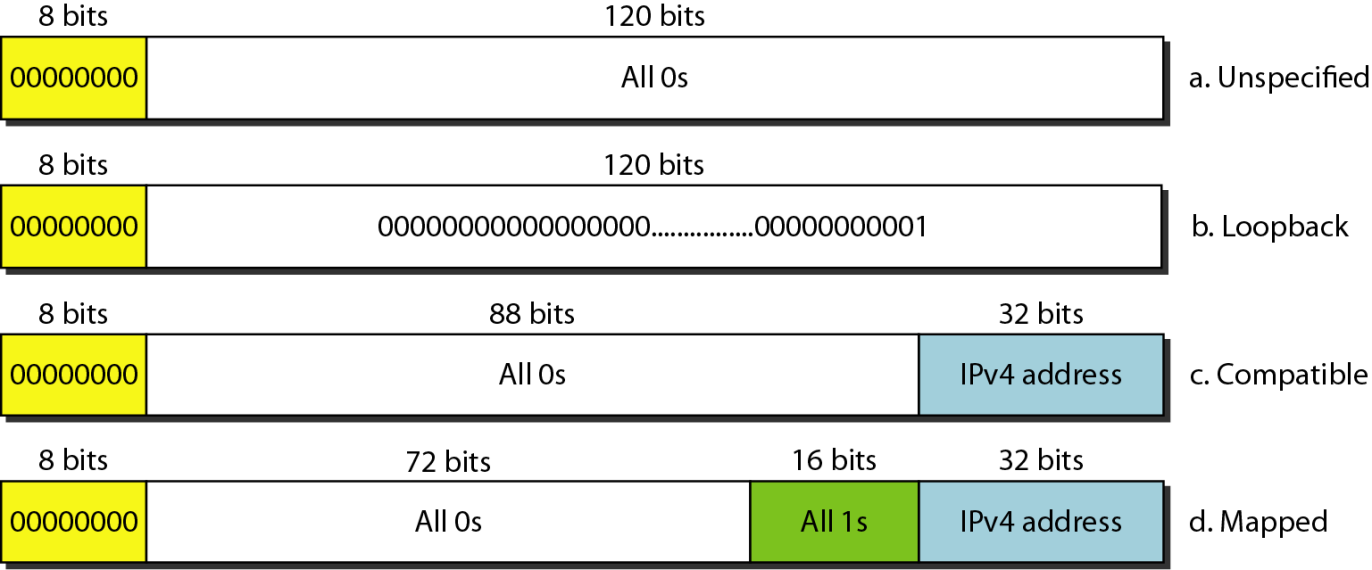 8 bits 120 bits
00000000 All 0s a. Unspecified
8 bits 120 bits
00000000 00000000000000000................00000000001 b. Loopback
8 bits 88 bits 32 bits
00000000 All 0s IPv4 address c. Compatible
8 bits 72 bits 16 bits 32 bits
00000000 All 0s All 1s IPv4 address d. Mapped